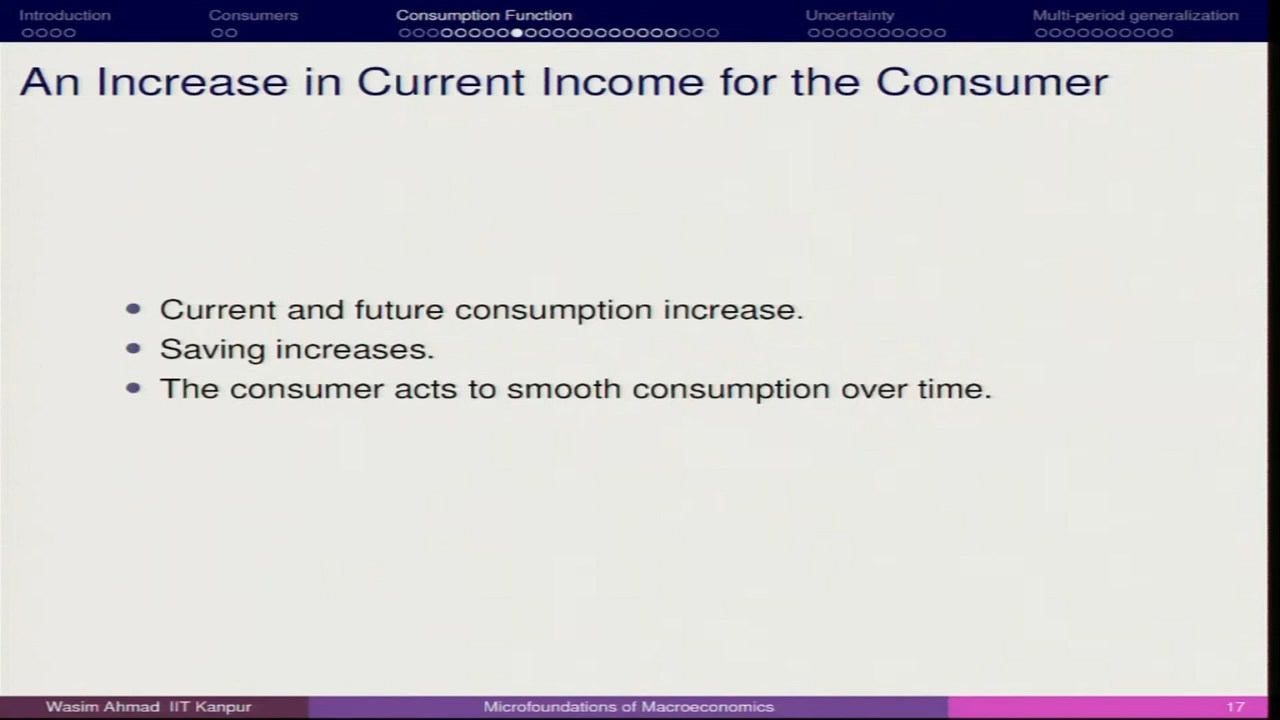 Introduction
Consumers
Consumption Function
Uncertainty
Multi-period generalization
An Increase in Current Income for the Consumer
• Current and future consumption increase.
• Saving increases.
• The consumer acts to smooth consumption over time.
Wasim Ahmad IIT Kanpur
Microfoundations of Macroeconomics
17